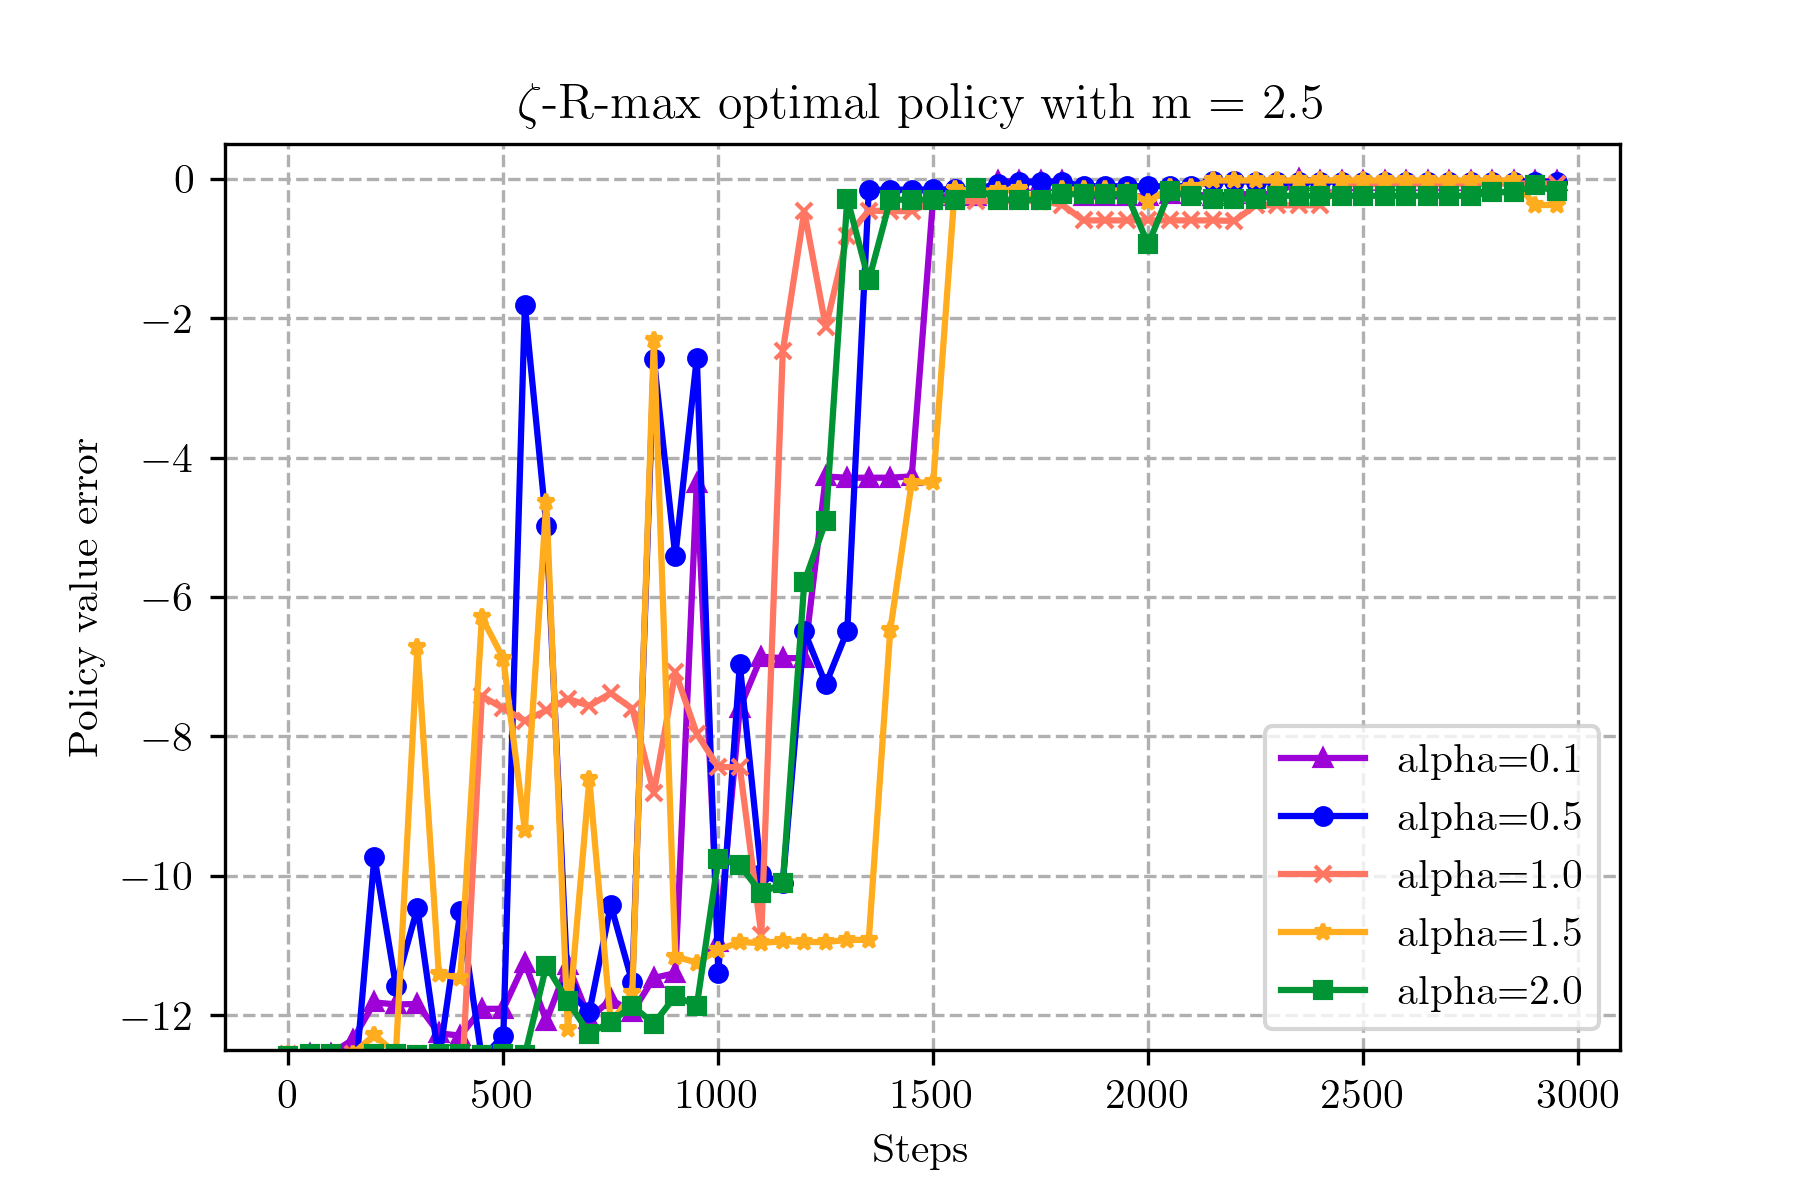 ζ-R-max optimal policy with m = 2.5
Policy value error
0
−2
−4
−6
−8
−10
−12
0 500 1000 1500 2000 2500 3000
Steps
alpha=0.1
alpha=0.5
alpha=1.0
alpha=1.5
alpha=2.0